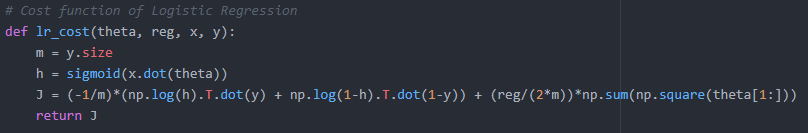 # Cost function of Logistic Regression
def lr_cost(theta, reg, x, y):
    m = y.size
    h = sigmoid(x.dot(theta))
    J = (-1/m)*(np.log(h).T.dot(y) + np.log(1-h).T.dot(1-y)) + (reg/(2*m))*np.sum(np.square(theta[1:]))
    return J